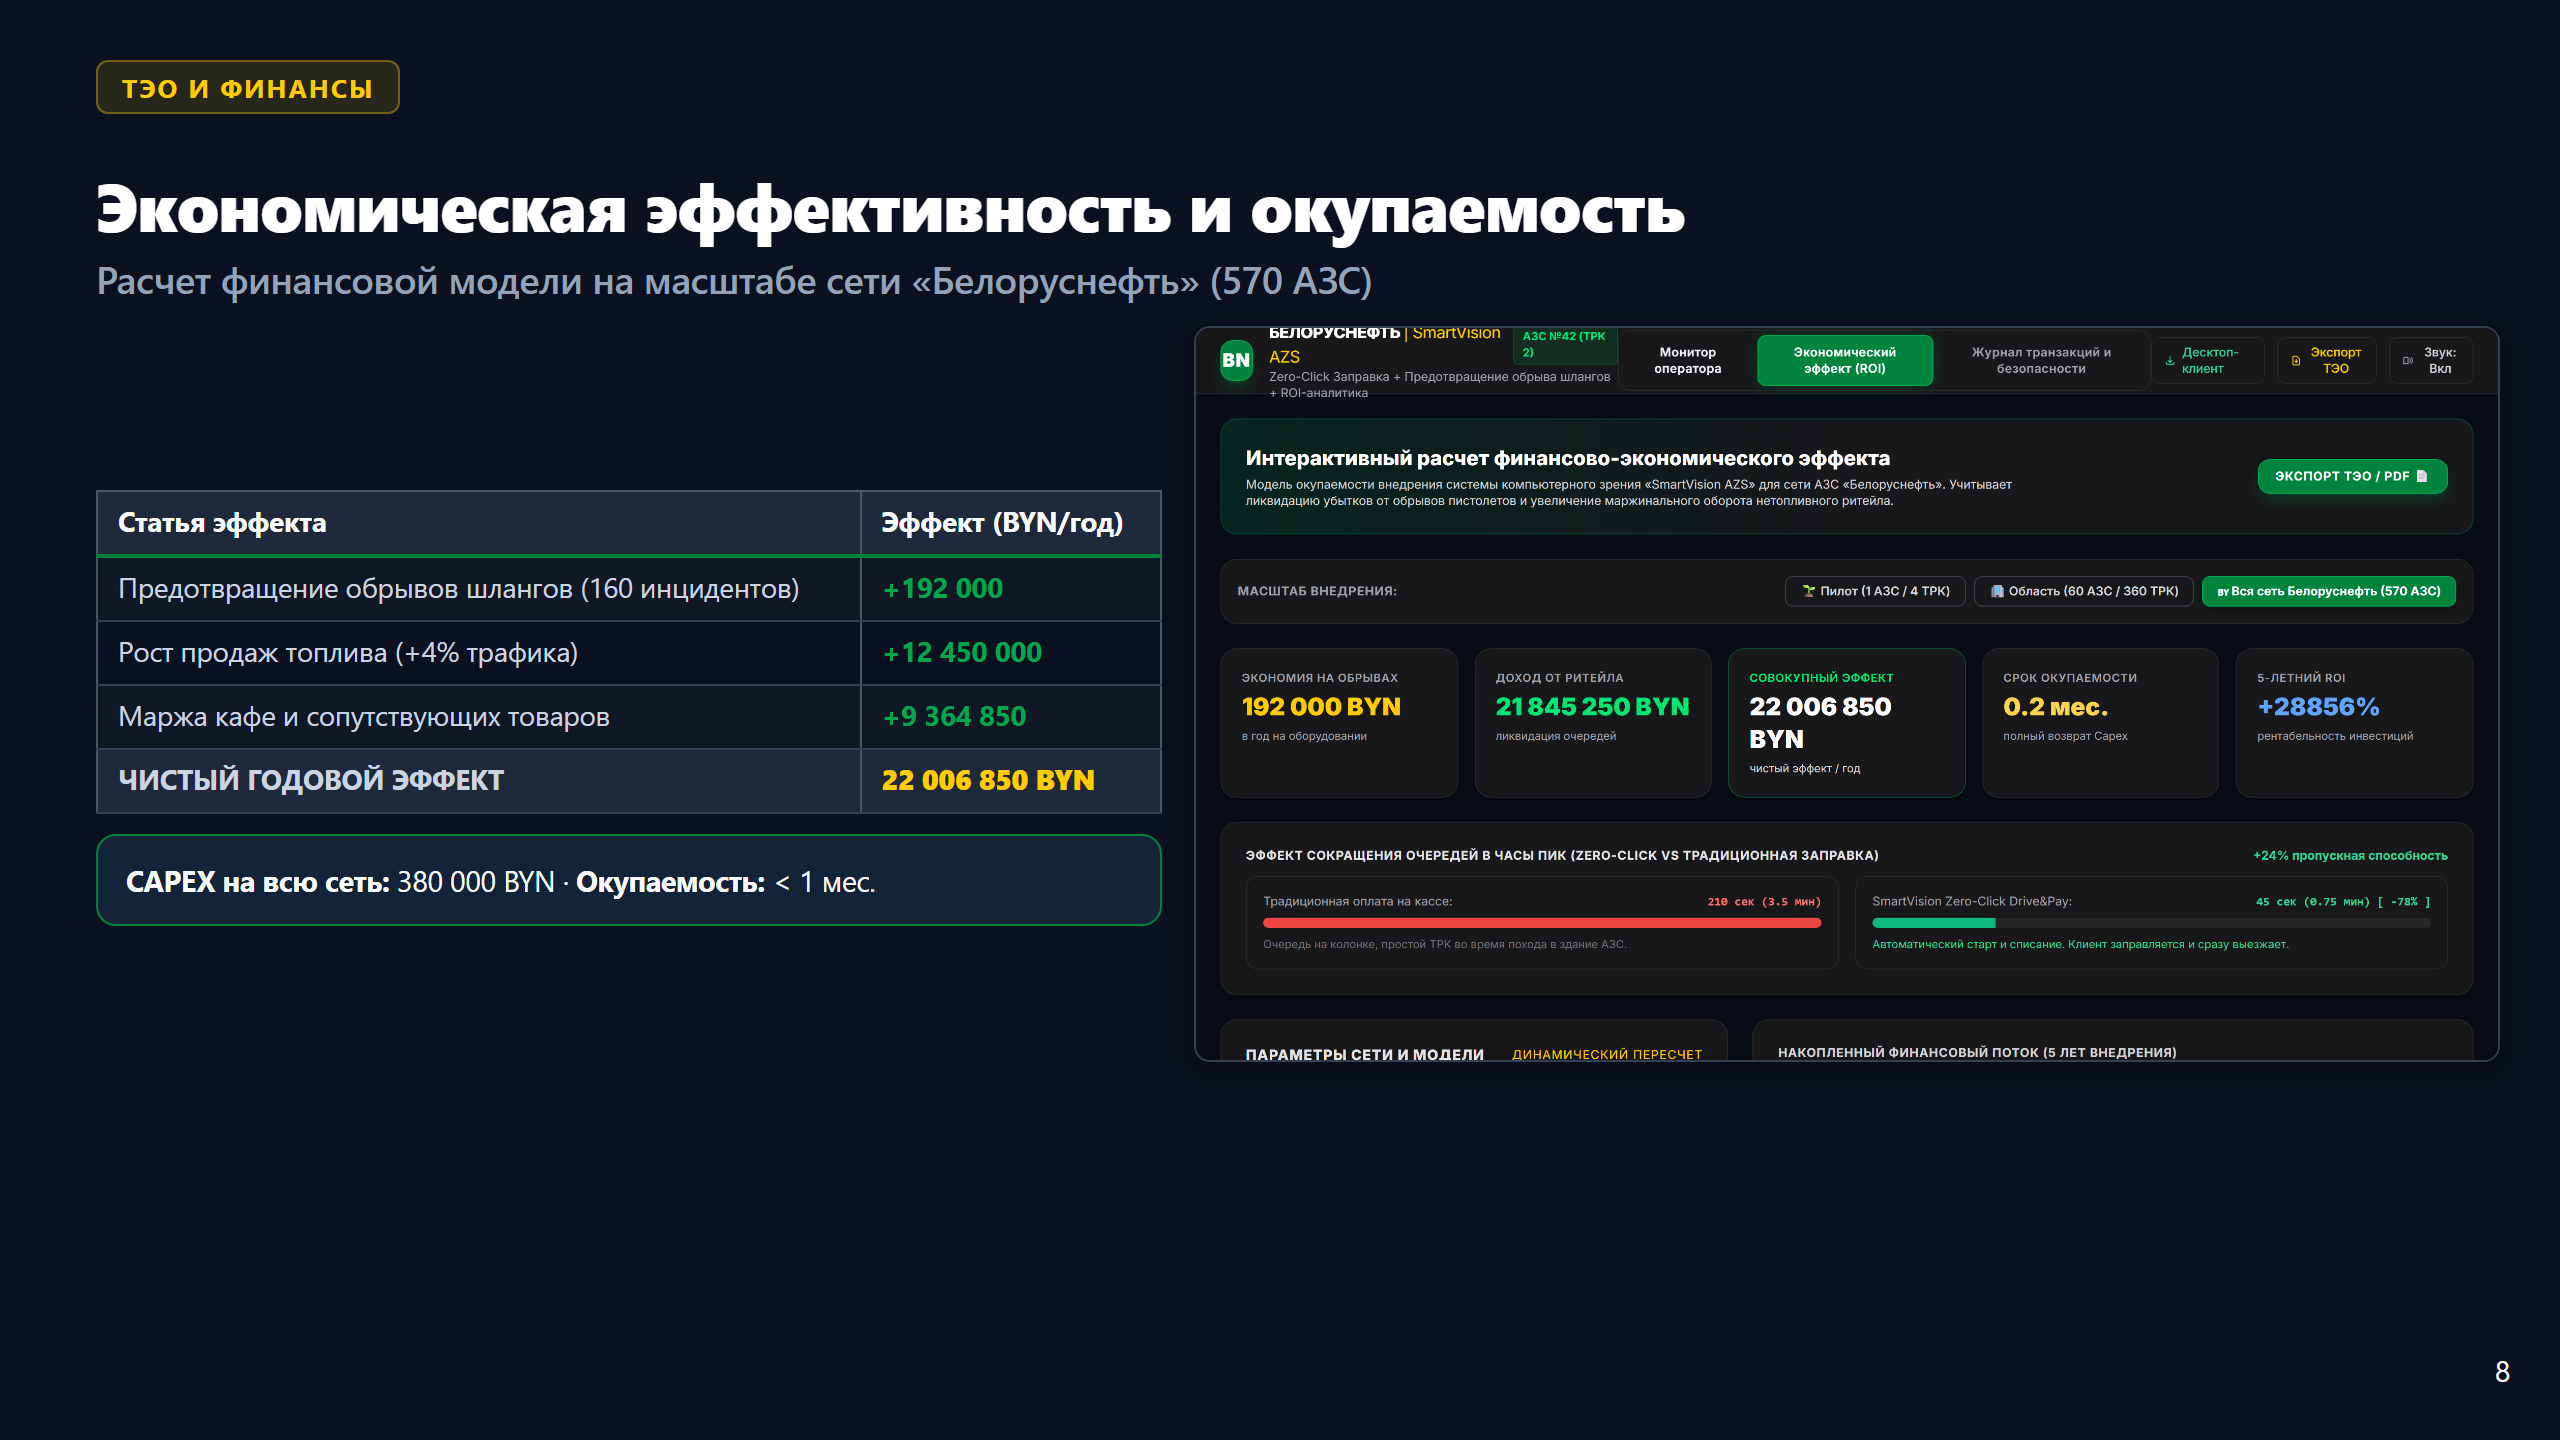 ТЭО И ФИНАНСЫ
Экономическая эффективность и окупаемость
Расчет финансовой модели на масштабе сети «Белоруснефть» (570 АЗС)
Статья эффекта
Эффект (BYN/год)
Предотвращение обрывов шлангов (160 инцидентов)
+192 000
Рост продаж топлива (+4% трафика)
+12 450 000
Маржа кафе и сопутствующих товаров
+9 364 850
ЧИСТЫЙ ГОДОВОЙ ЭФФЕКТ
22 006 850 BYN
CAPEX на всю сеть: 380 000 BYN · Окупаемость: < 1 мес.
BN
БЕЛОРУСНЕФТЬ | SmartVision
AZS
Zero-Click Заправка + Предотвращение обрыва шлангов
+ ROI-аналитика
АЗС №42 (ТРК
2)
Монитор
оператора
Экономический
эффект (ROI)
Журнал транзакций и
безопасности
Десктоп-
клиент
Экспорт
ТЭО
Звук:
Вкл
Интерактивный расчет финансово-экономического эффекта
Модель окупаемости внедрения системы компьютерного зрения «SmartVision AZS» для сети АЗС «Белоруснефть». Учитывает
ликвидацию убытков от обрывов пистолетов и увеличение маржинального оборота нетопливного ритейла.
ЭКСПОРТ ТЭО / PDF
МАСШТАБ ВНЕДРЕНИЯ:
Пилот (1 АЗС / 4 ТРК)
Область (60 АЗС / 360 ТРК)
BY Вся сеть Белоруснефть (570 АЗС)
ЭКОНОМИЯ НА ОБРЫВАХ
192 000 BYN
в год на оборудовании
ДОХОД ОТ РИТЕЙЛА
21 845 250 BYN
ликвидация очередей
СОВОКУПНЫЙ ЭФФЕКТ
22 006 850
BYN
чистый эффект / год
СРОК ОКУПАЕМОСТИ
0.2 мес.
полный возврат Capex
5-ЛЕТНИЙ ROI
+28856%
рентабельность инвестиций
ЭФФЕКТ СОКРАЩЕНИЯ ОЧЕРЕДЕЙ В ЧАСЫ ПИК (ZERO-CLICK VS ТРАДИЦИОННАЯ ЗАПРАВКА)
+24% пропускная способность
Традиционная оплата на кассе:
210 сек (3.5 мин)
Очередь на колонке, простой ТРК во время похода в здание АЗС.
SmartVision Zero-Click Drive&Pay:
45 сек (0.75 мин) [ -78% ]
Автоматический старт и списание. Клиент заправляется и сразу выезжает.
ПАРАМЕТРЫ СЕТИ И МОДЕЛИ
ДИНАМИЧЕСКИЙ ПЕРЕСЧЕТ
НАКОПЛЕННЫЙ ФИНАНСОВЫЙ ПОТОК (5 ЛЕТ ВНЕДРЕНИЯ)
8